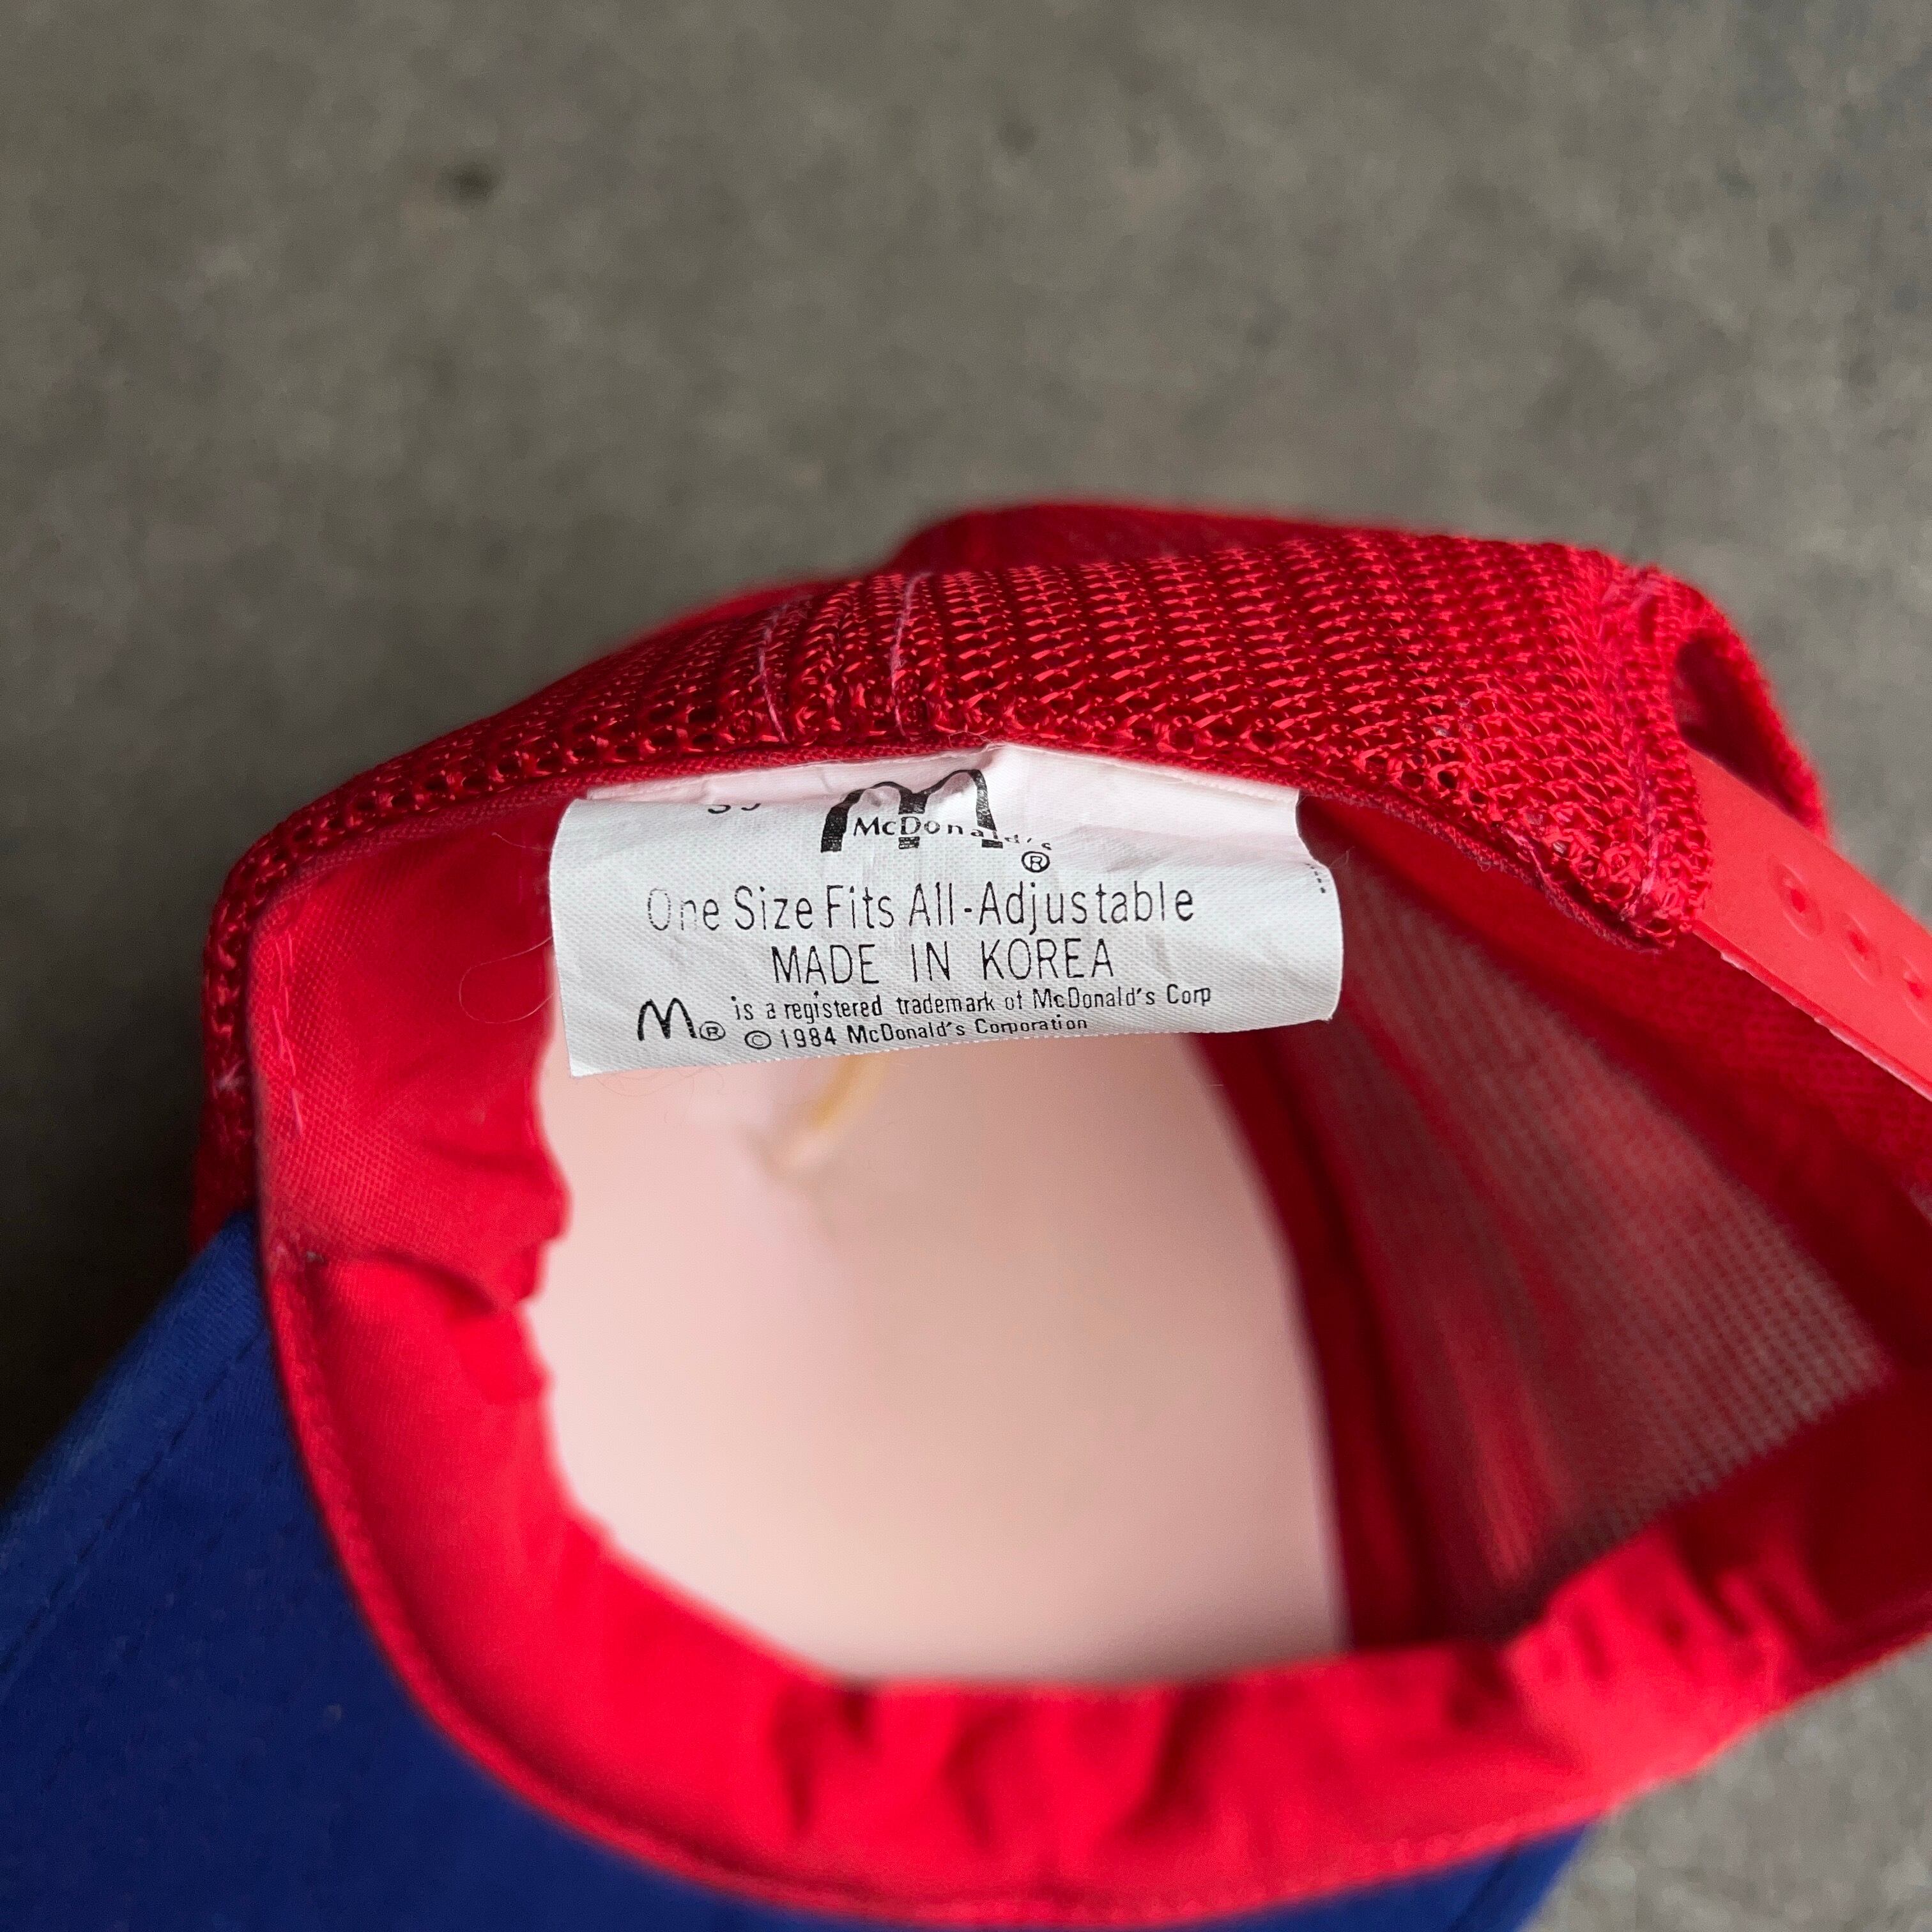 McDonald's
®
One Size Fits All-Adjustable
MADE IN KOREA
M® is a registered trademark of McDonald's Corp
© 1984 McDonald's Corporation